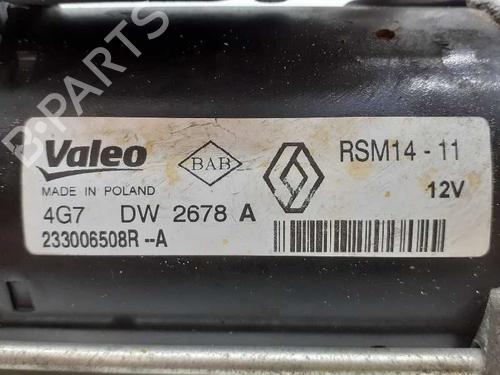 Valeo
BAB
RSM14 - 11
MADE IN POLAND
12V
4G7 DW 2678 A
233006508R --A
B-PARTS